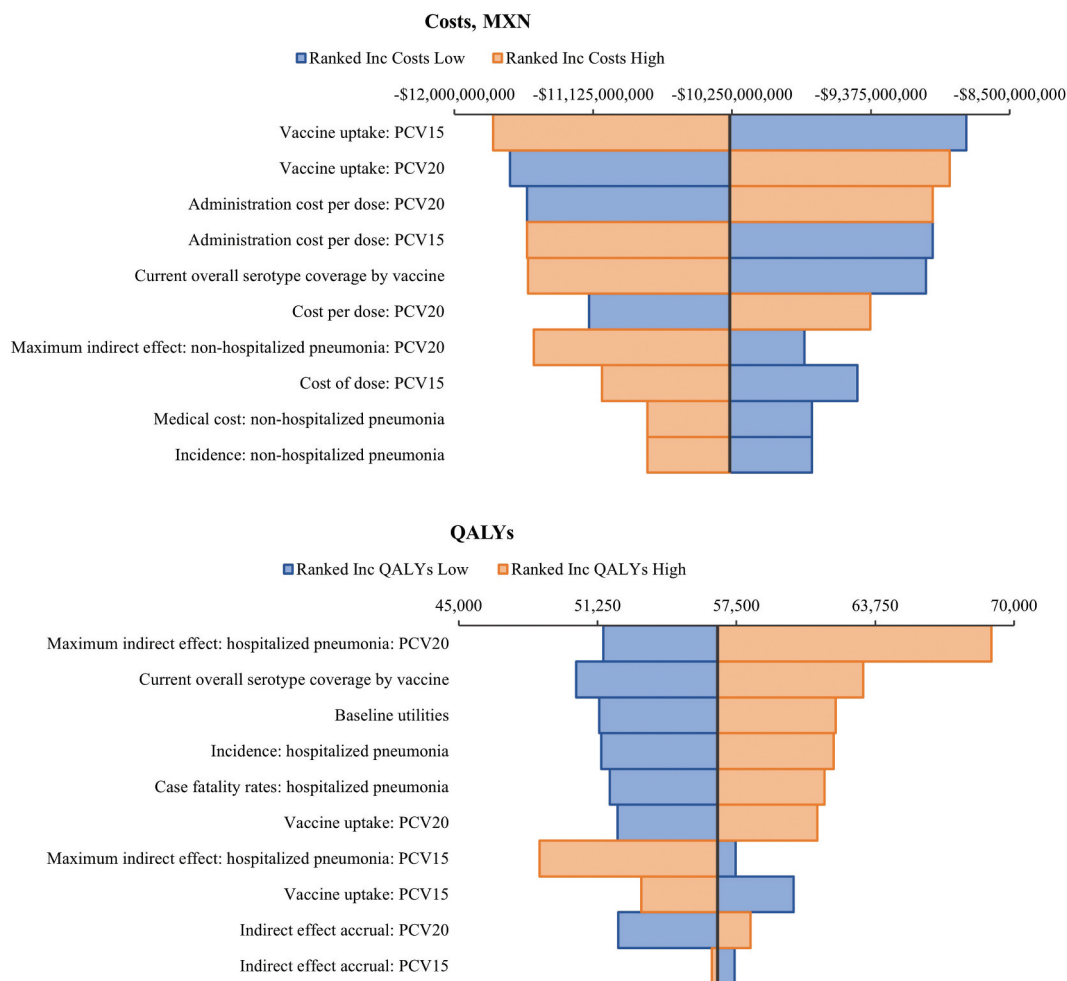 Costs, MXN
Ranked Inc Costs Low Ranked Inc Costs High
-$12,000,000,000 -$11,125,000,000 -$10,250,000,000 -$9,375,000,000 -$8,500,000,000
Vaccine uptake: PCV15
Vaccine uptake: PCV20
Administration cost per dose: PCV20
Administration cost per dose: PCV15
Current overall serotype coverage by vaccine
Cost per dose: PCV20
Maximum indirect effect: non-hospitalized pneumonia: PCV20
Cost of dose: PCV15
Medical cost: non-hospitalized pneumonia
Incidence: non-hospitalized pneumonia
QALYs
Ranked Inc QALYs Low Ranked Inc QALYs High
45,000 51,250 57,500 63,750 70,000
Maximum indirect effect: hospitalized pneumonia: PCV20
Current overall serotype coverage by vaccine
Baseline utilities
Incidence: hospitalized pneumonia
Case fatality rates: hospitalized pneumonia
Vaccine uptake: PCV20
Maximum indirect effect: hospitalized pneumonia: PCV15
Vaccine uptake: PCV15
Indirect effect accrual: PCV20
Indirect effect accrual: PCV15